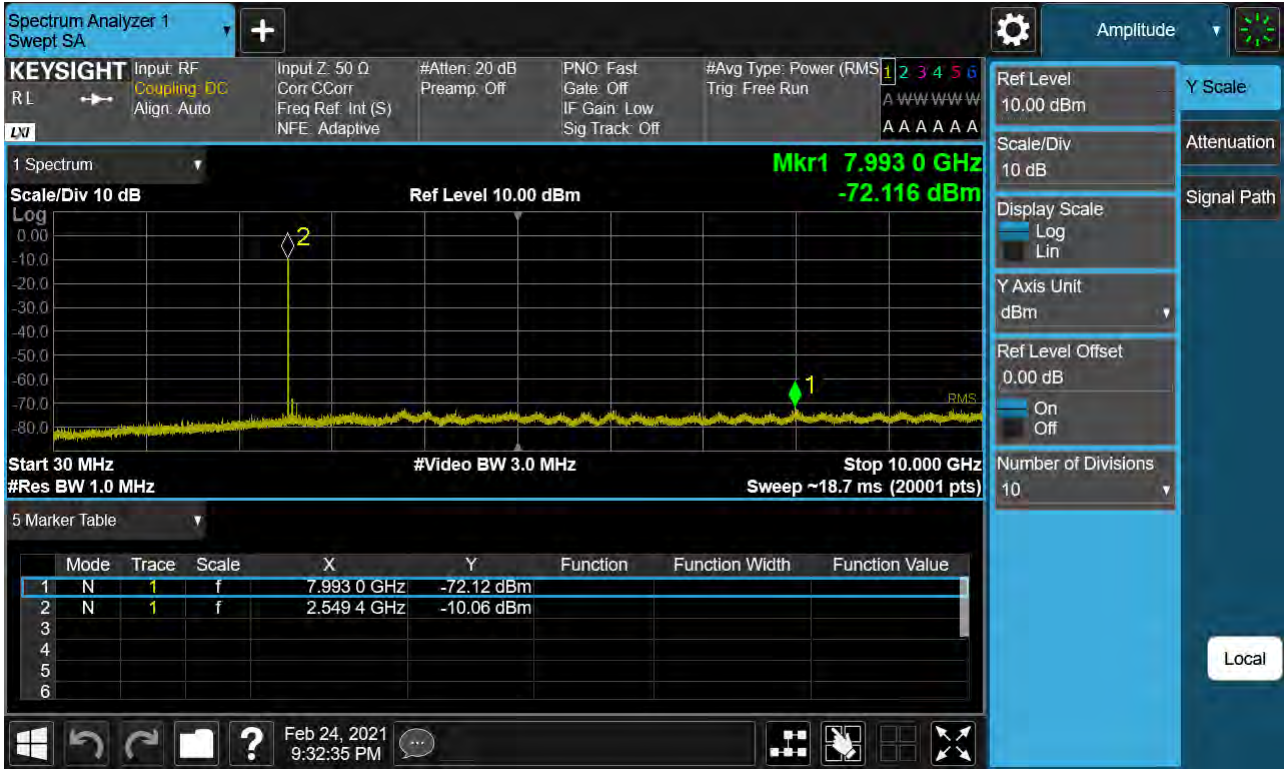 Spectrum Analyzer 1
Swept SA
+
Amplitude
KEYSIGHT
R L
LXI
Input: RF
Coupling: DC
Align: Auto
Input Z: 50 Ω
Corr CCorr
Freq Ref: Int (S)
NFE: Adaptive
#Atten: 20 dB
Preamp: Off
PNO: Fast
Gate: Off
IF Gain: Low
Sig Track: Off
#Avg Type: Power (RMS
Trig: Free Run
1 2 3 4 5 6
A W W W W W
A A A A A A
1 Spectrum
Mkr1 7.993 0 GHz
-72.116 dBm
Scale/Div 10 dB
Ref Level 10.00 dBm
Log
0.00
-10.0
-20.0
-30.0
-40.0
-50.0
-60.0
-70.0
-80.0
2
1
RMS
Start 30 MHz
#Video BW 3.0 MHz
Stop 10.000 GHz
#Res BW 1.0 MHz
Sweep ~18.7 ms (20001 pts)
5 Marker Table
Mode Trace Scale X Y Function Function Width Function Value
1 N 1 f 7.993 0 GHz -72.12 dBm
2 N 1 f 2.549 4 GHz -10.06 dBm
3
4
5
6
Ref Level
10.00 dBm
Scale/Div
10 dB
Display Scale
Log
Lin
Y Axis Unit
dBm
Ref Level Offset
0.00 dB
On
Off
Number of Divisions
10
Y Scale
Attenuation
Signal Path
Local
?
Feb 24, 2021
9:32:35 PM